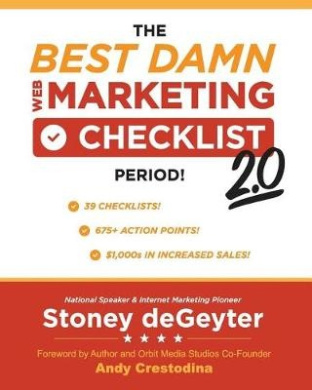 THE
BEST DAMN
WEB MARKETING
CHECKLIST
PERIOD! 2.0
39 CHECKLISTS!
675+ ACTION POINTS!
$1,000s IN INCREASED SALES!
National Speaker & Internet Marketing Pioneer
Stoney deGeyter
Foreword by Author and Orbit Media Studios Co-Founder
Andy Crestodina